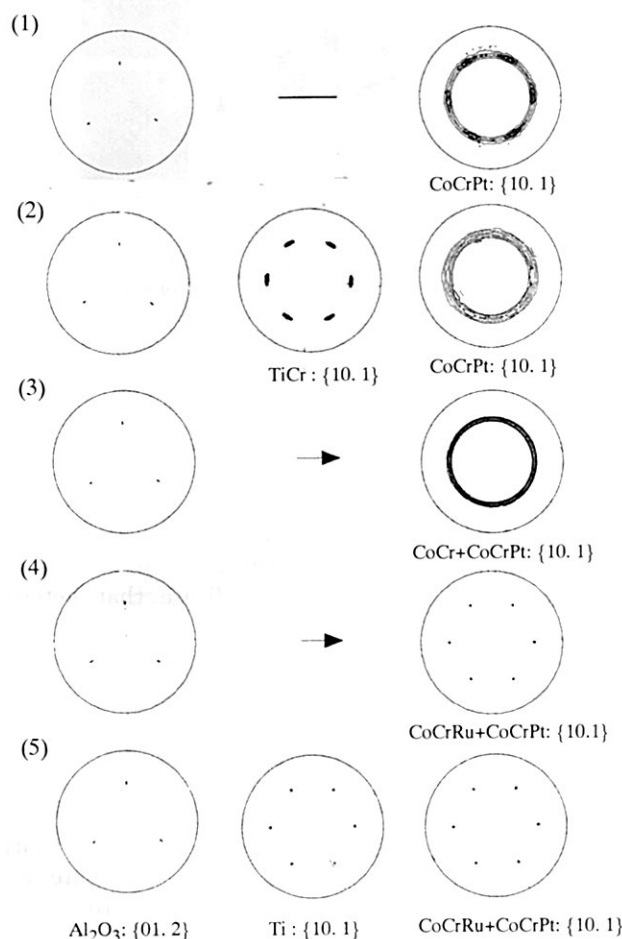 (1)
CoCrPt: {10. 1}
(2)
TiCr : {10. 1}
CoCrPt: {10. 1}
(3)
CoCr+CoCrPt: {10. 1}
(4)
CoCrRu+CoCrPt: {10.1}
(5)
Al₂O₃: {01. 2}
Ti : {10. 1}
CoCrRu+CoCrPt: {10. 1}